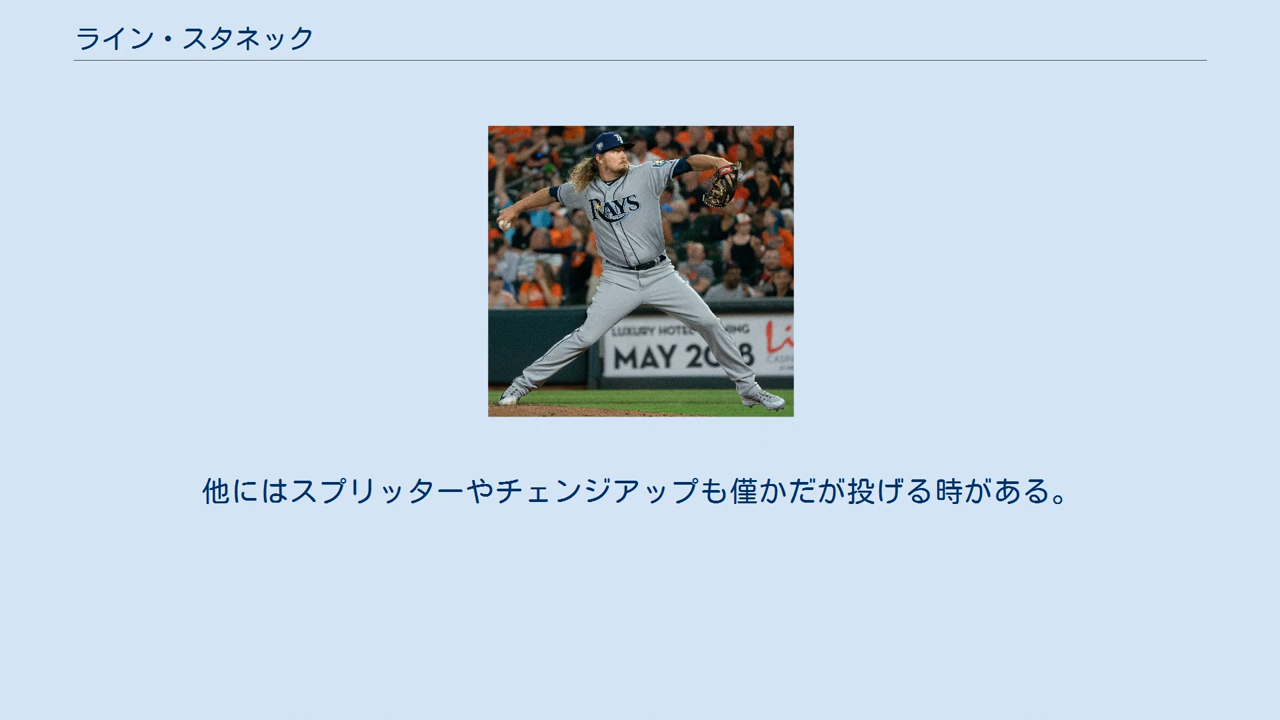 ライン・スタネック
RAYS
LUXURY HOTEL
MAY 2018
他にはスプリッターやチェンジアップも僅かだが投げる時がある。